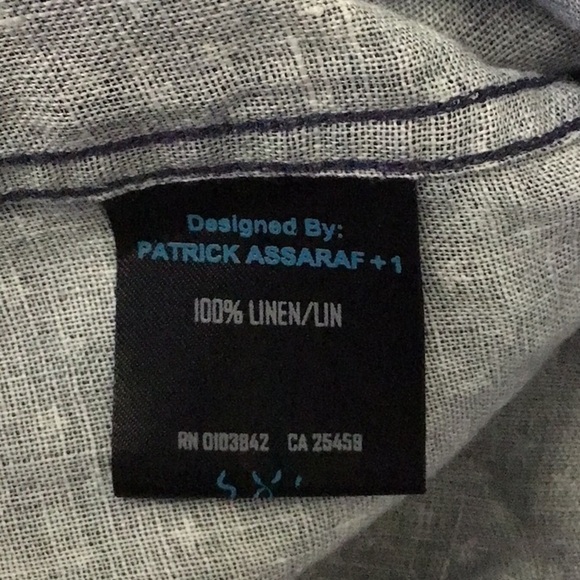 Designed By:
PATRICK ASSARAF + 1
100% LINEN/LIN
RN 0103842 CA 25459